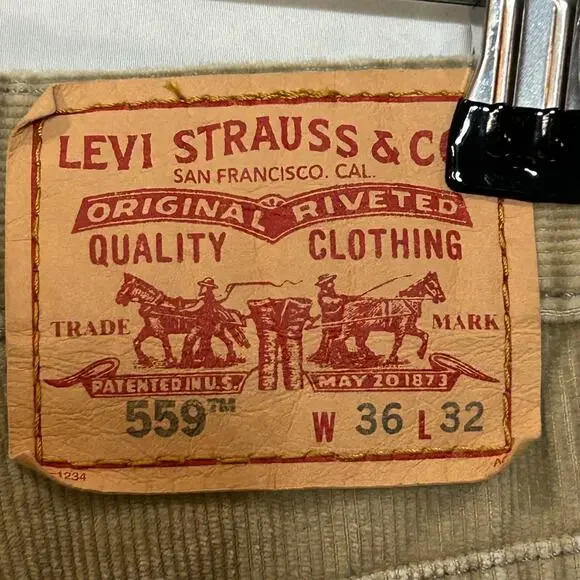 LEVI STRAUSS & CO
SAN FRANCISCO. CAL.
ORIGINAL RIVETED
QUALITY CLOTHING
TRADE MARK
PATENTED IN U.S. MAY 20 1873
559™ W 36 L 32
1234